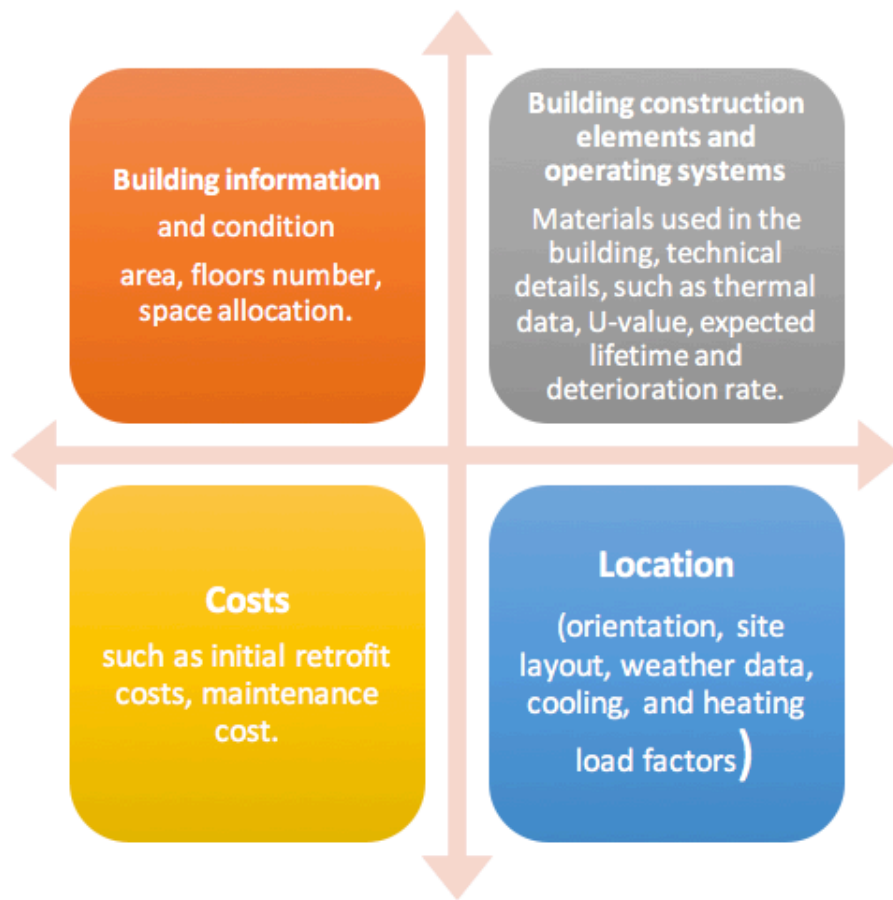 Building information
and condition
area, floors number,
space allocation.
Building construction
elements and
operating systems
Materials used in the
building, technical
details, such as thermal
data, U-value, expected
lifetime and
deterioration rate.
Costs
such as initial retrofit
costs, maintenance
cost.
Location
(orientation, site
layout, weather data,
cooling, and heating
load factors)